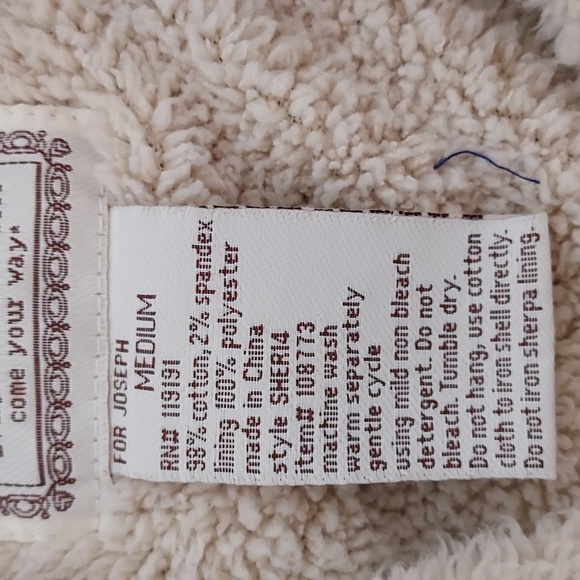 come your way*
FOR JOSEPH
MEDIUM
RN# 119191
98% cotton, 2% spandex
lining 100% polyester
made in China
style SHER14
item# 108773
machine wash
warm separately
gentle cycle
using mild non bleach
detergent. Do not
bleach. Tumble dry.
Do not hang, use cotton
cloth to iron shell directly.
Do not iron sherpa lining